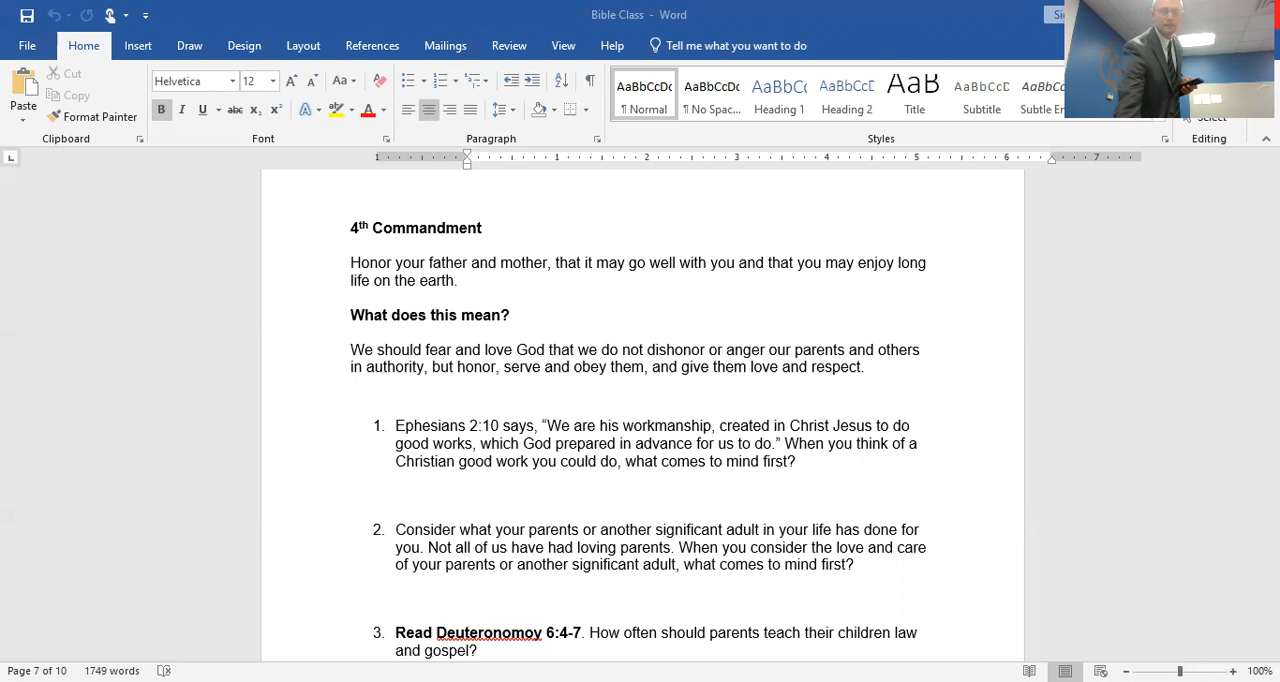 Bible Class - Word
File Home Insert Draw Design Layout References Mailings Review View Help Tell me what you want to do
Paste
Cut
Copy
Format Painter
Clipboard
Helvetica 12
Font
Paragraph
AaBbCcDc AaBbCcDc AaBbCc AaBbCcD AaB AaBbCcD
¶ Normal ¶ No Spac... Heading 1 Heading 2 Title Subtitle
Styles
Select
Editing
1 1 2 3 4 5 6 7
4th Commandment
Honor your father and mother, that it may go well with you and that you may enjoy long
life on the earth.
What does this mean?
We should fear and love God that we do not dishonor or anger our parents and others
in authority, but honor, serve and obey them, and give them love and respect.
1. Ephesians 2:10 says, “We are his workmanship, created in Christ Jesus to do
good works, which God prepared in advance for us to do.” When you think of a
Christian good work you could do, what comes to mind first?
2. Consider what your parents or another significant adult in your life has done for
you. Not all of us have had loving parents. When you consider the love and care
of your parents or another significant adult, what comes to mind first?
3. Read Deuteronomoy 6:4-7. How often should parents teach their children law
and gospel?
Page 7 of 10 1749 words
100%